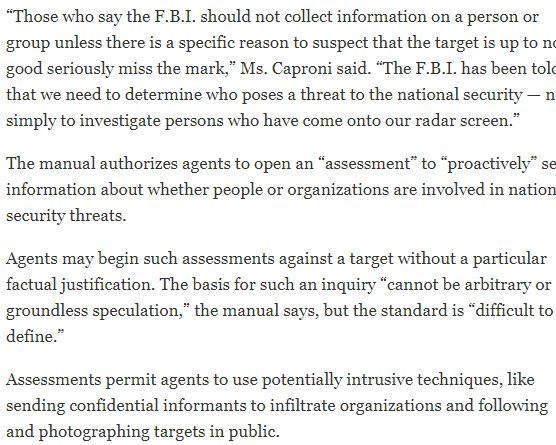 “Those who say the F.B.I. should not collect information on a person or
group unless there is a specific reason to suspect that the target is up to no
good seriously miss the mark,” Ms. Caproni said. “The F.B.I. has been told
that we need to determine who poses a threat to the national security — n
simply to investigate persons who have come onto our radar screen.”
The manual authorizes agents to open an “assessment” to “proactively” se
information about whether people or organizations are involved in nation
security threats.
Agents may begin such assessments against a target without a particular
factual justification. The basis for such an inquiry “cannot be arbitrary or
groundless speculation,” the manual says, but the standard is “difficult to
define.”
Assessments permit agents to use potentially intrusive techniques, like
sending confidential informants to infiltrate organizations and following
and photographing targets in public.